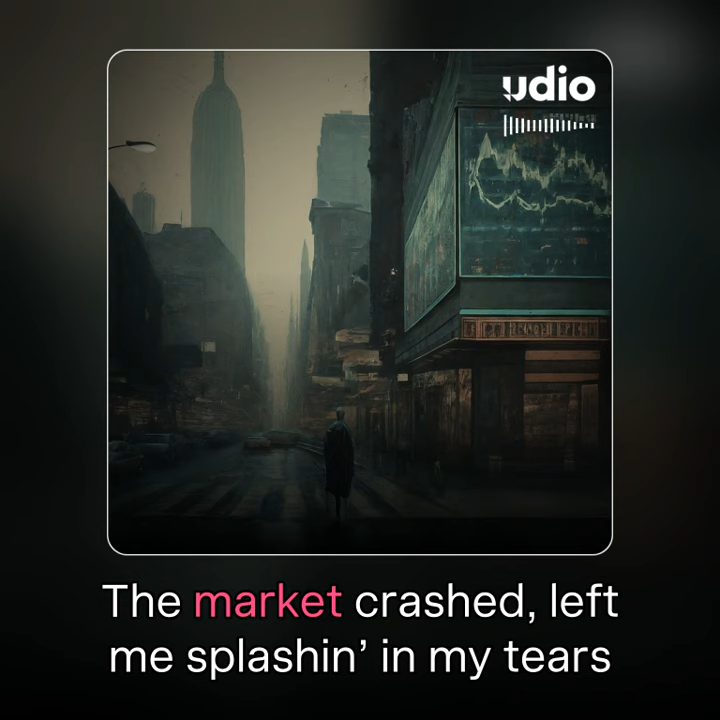 udio
The market crashed, left
me splashin’ in my tears